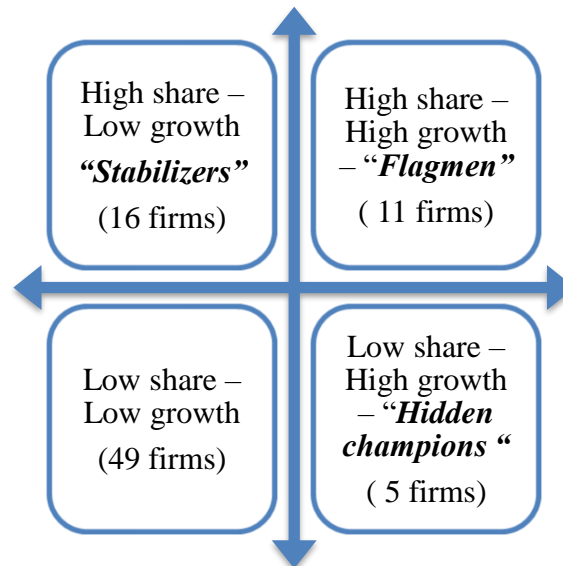 High share –
Low growth
“Stabilizers”
(16 firms)
High share –
High growth
– “Flagmen”
( 11 firms)
Low share –
Low growth
(49 firms)
Low share –
High growth
– “Hidden
champions “
( 5 firms)